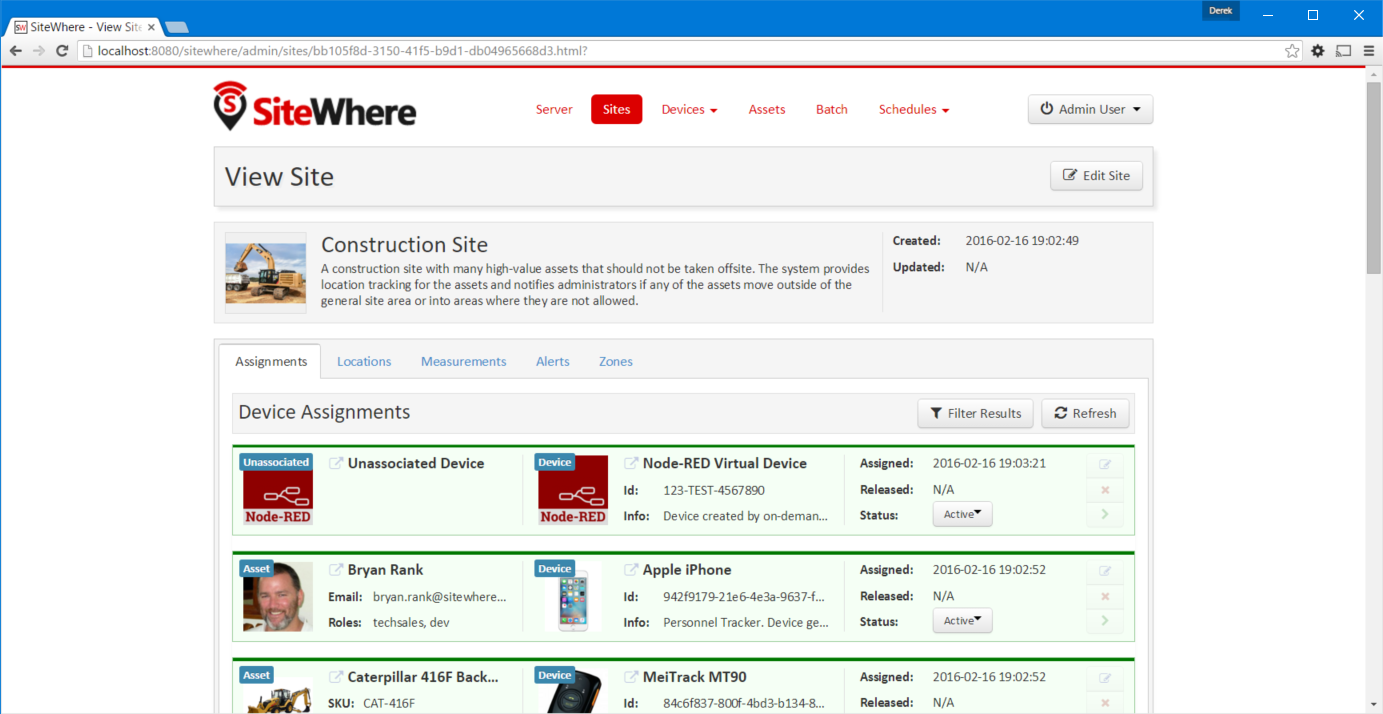 Derek
SW SiteWhere - View Site
localhost:8080/sitewhere/admin/sites/bb105f8d-3150-41f5-b9d1-db04965668d3.html?
S SiteWhere
Server Sites Devices Assets Batch Schedules Admin User
View Site
Edit Site
Construction Site
A construction site with many high-value assets that should not be taken offsite. The system provides
location tracking for the assets and notifies administrators if any of the assets move outside of the
general site area or into areas where they are not allowed.
Created: 2016-02-16 19:02:49
Updated: N/A
Assignments Locations Measurements Alerts Zones
Device Assignments
Filter Results Refresh
Unassociated
Node-RED
Unassociated Device
Device
Node-RED
Node-RED Virtual Device
Id: 123-TEST-4567890
Info: Device created by on-deman...
Assigned: 2016-02-16 19:03:21
Released: N/A
Status: Active
Asset
Bryan Rank
Email: bryan.rank@sitewhere...
Roles: techsales, dev
Device
Apple iPhone
Id: 942f9179-21e6-4e3a-9637-f...
Info: Personnel Tracker. Device ge...
Assigned: 2016-02-16 19:02:52
Released: N/A
Status: Active
Asset
Caterpillar 416F Back...
SKU: CAT-416F
Device
MeiTrack MT90
Id: 84c6f837-800f-4bd3-b134-8...
Assigned: 2016-02-16 19:02:52
Released: N/A